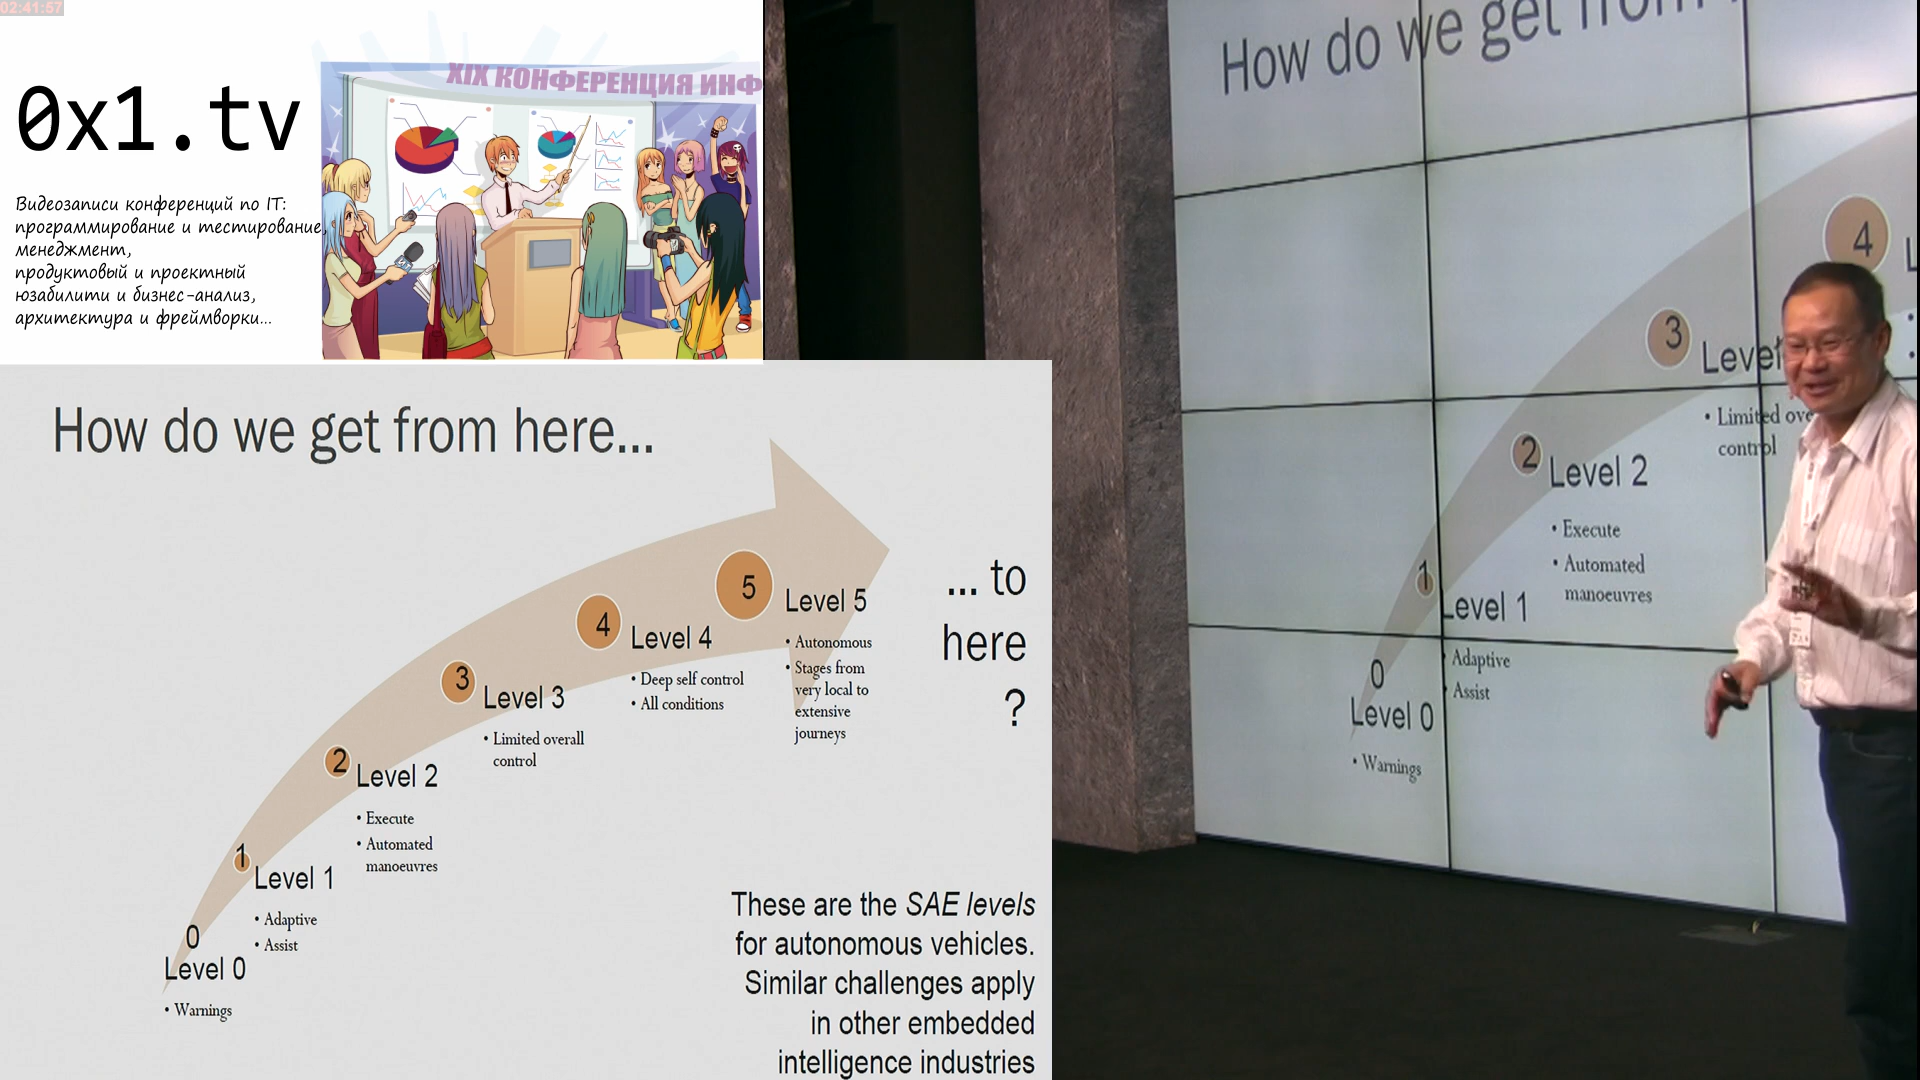 02:41:57
0x1.tv
Видеозаписи конференций по IT:
программирование и тестирование,
менеджмент,
продуктовый и проектный
юзабилити и бизнес-анализ,
архитектура и фреймворки...
XIX КОНФЕРЕНЦИЯ ИНФ
How do we get from here...
... to
here
?
5
Level 5
• Autonomous
• Stages from
very local to
extensive
journeys
4
Level 4
• Deep self control
• All conditions
3
Level 3
• Limited overall
control
2
Level 2
• Execute
• Automated
manoeuvres
1
Level 1
• Adaptive
• Assist
0
Level 0
• Warnings
These are the SAE levels
for autonomous vehicles.
Similar challenges apply
in other embedded
intelligence industries
How do we get from
4
3
Level
• Limited ove
control
2
Level 2
• Execute
• Automated
manoeuvres
1
Level 1
• Adaptive
• Assist
0
Level 0
• Warnings